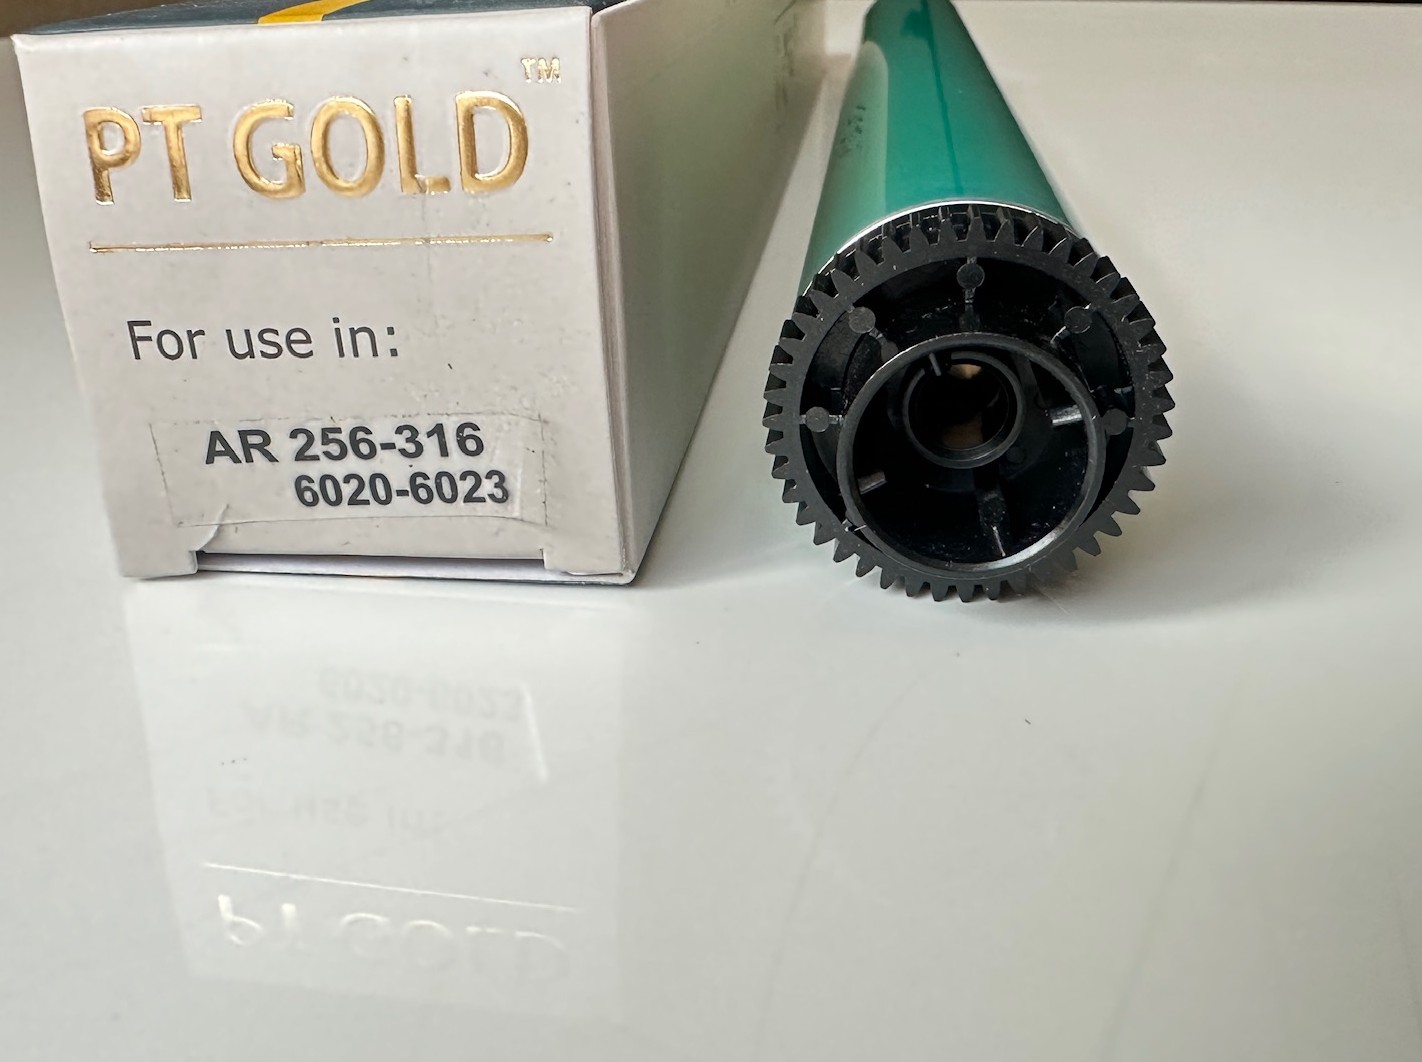 PT GOLD™
For use in:
AR 256-316
6020-6023